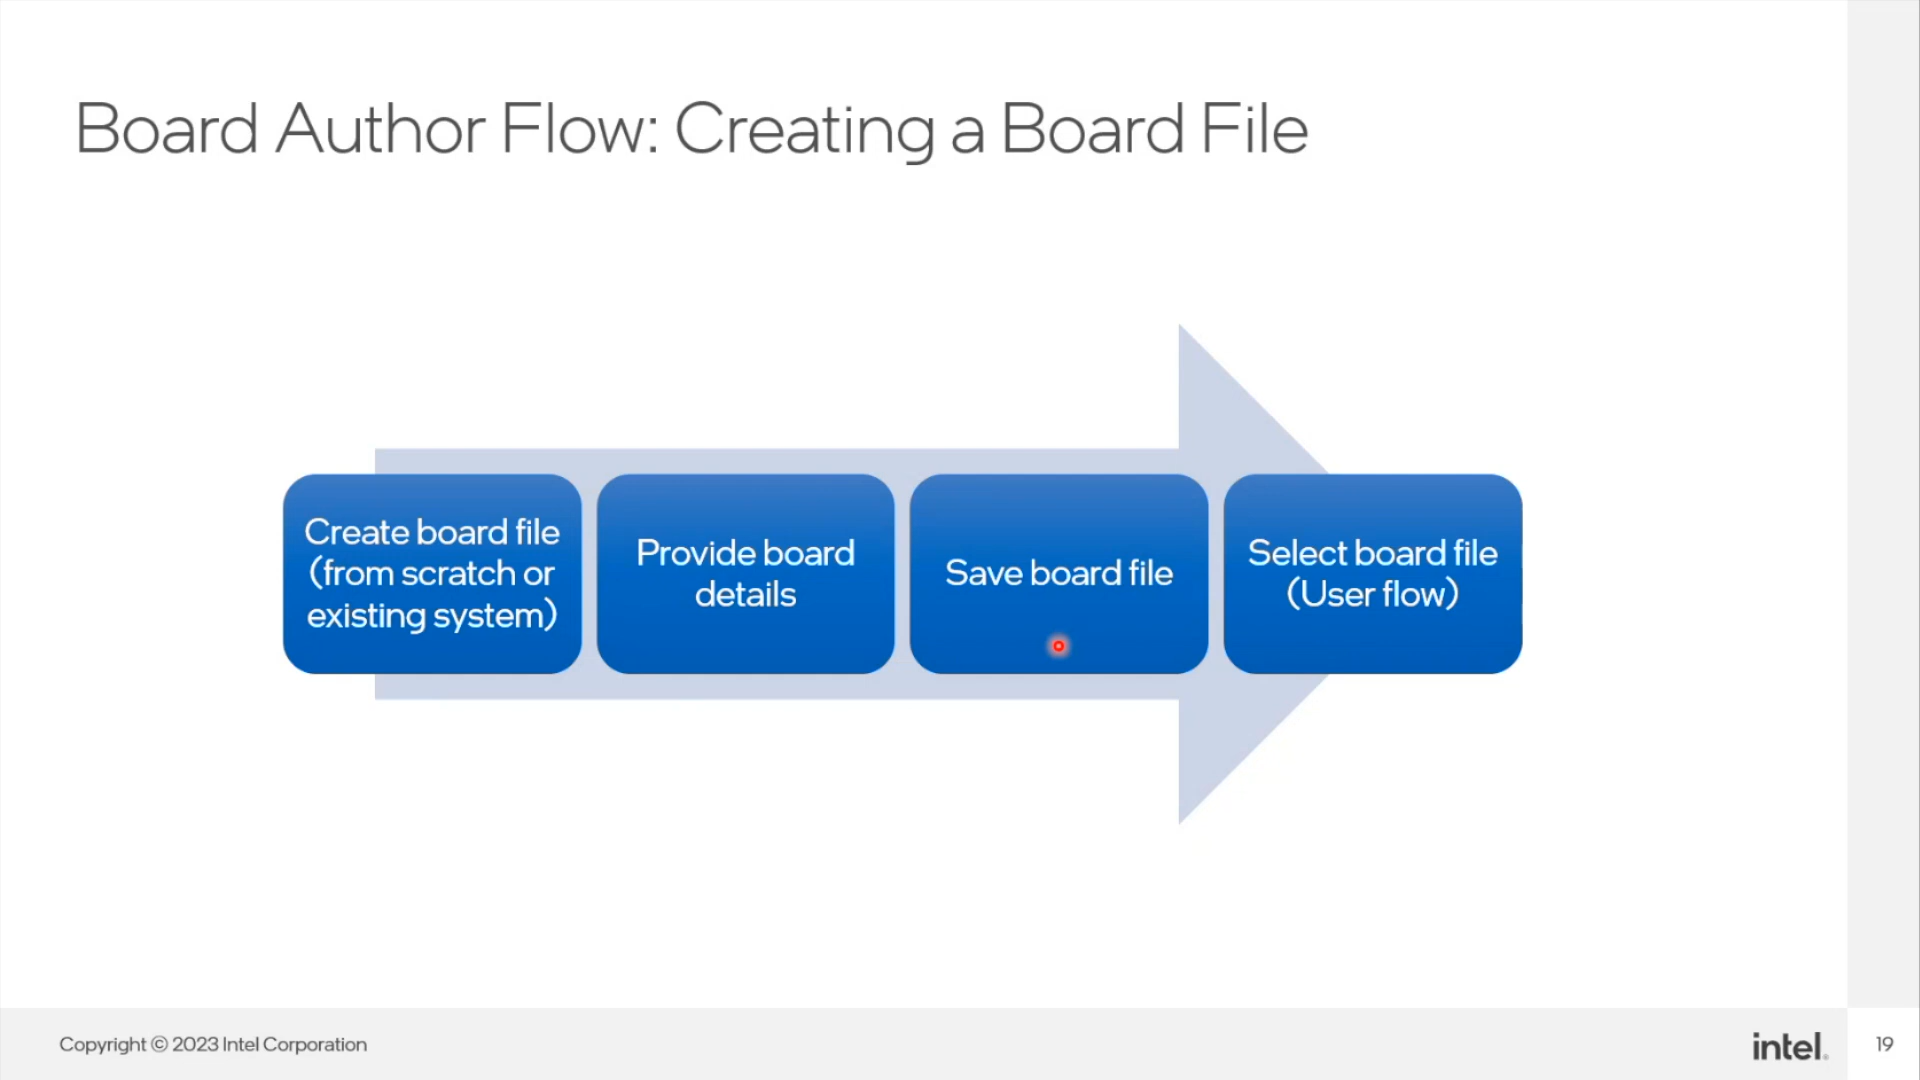 Board Author Flow: Creating a Board File
Create board file
(from scratch or
existing system)
Provide board
details
Save board file
Select board file
(User flow)
Copyright © 2023 Intel Corporation
intel.
19